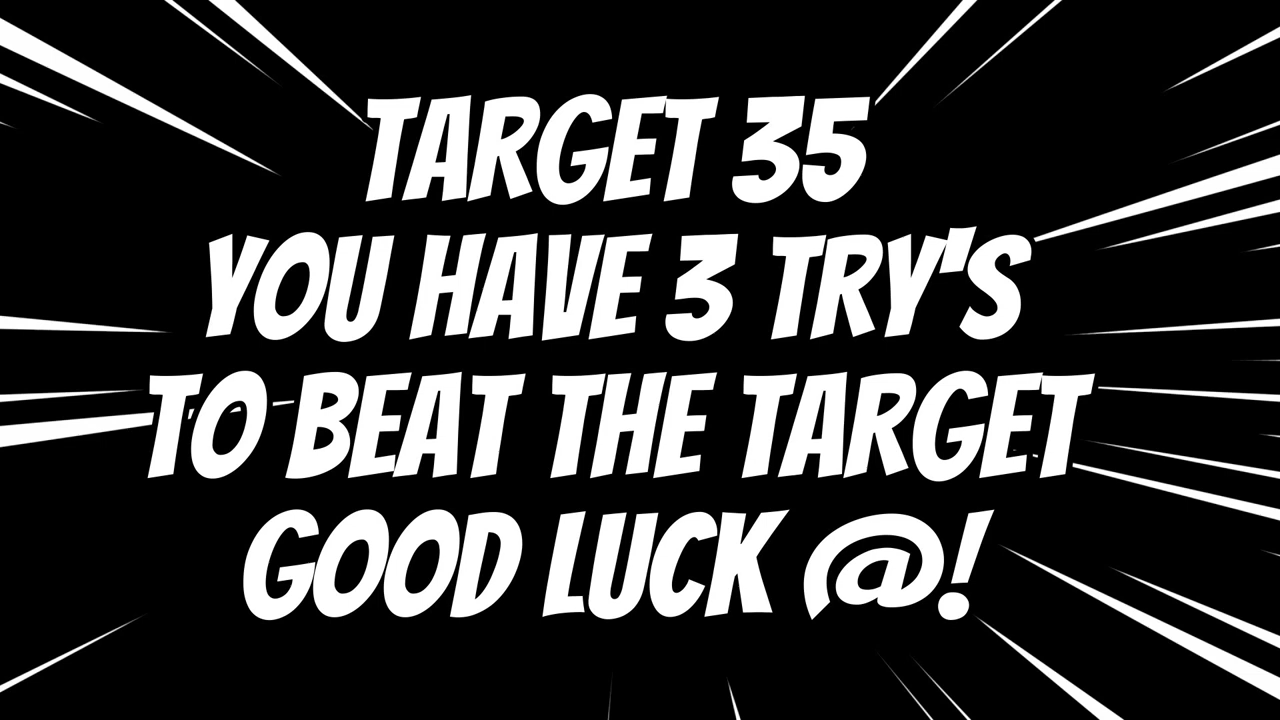 TARGET 35
YOU HAVE 3 TRY'S
TO BEAT THE TARGET
GOOD LUCK @!